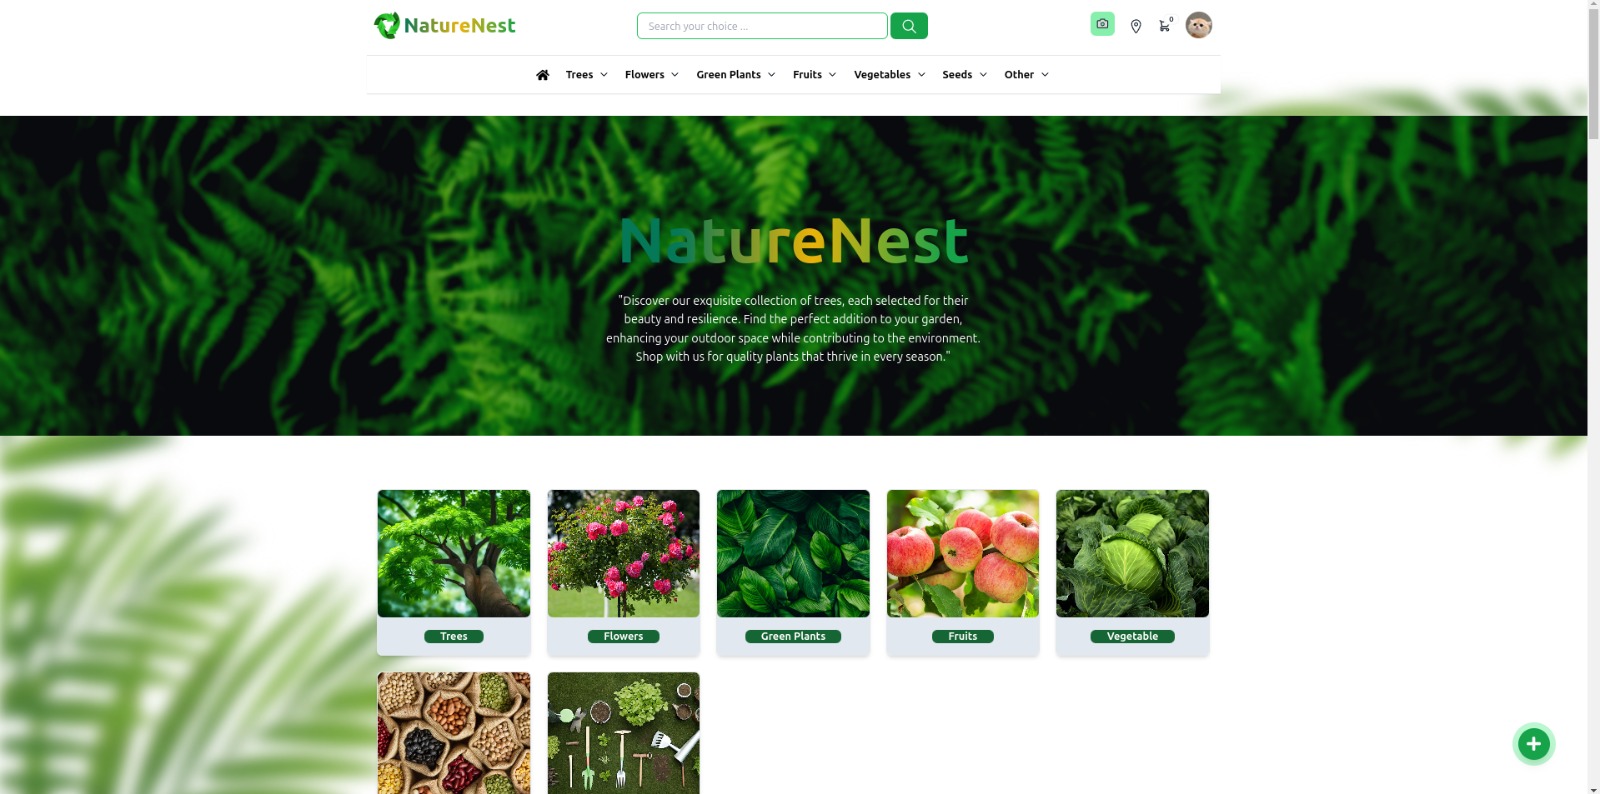 NatureNest
Search your choice ...
0
Trees
Flowers
Green Plants
Fruits
Vegetables
Seeds
Other
NatureNest
"Discover our exquisite collection of trees, each selected for their
beauty and resilience. Find the perfect addition to your garden,
enhancing your outdoor space while contributing to the environment.
Shop with us for quality plants that thrive in every season."
Trees
Flowers
Green Plants
Fruits
Vegetable